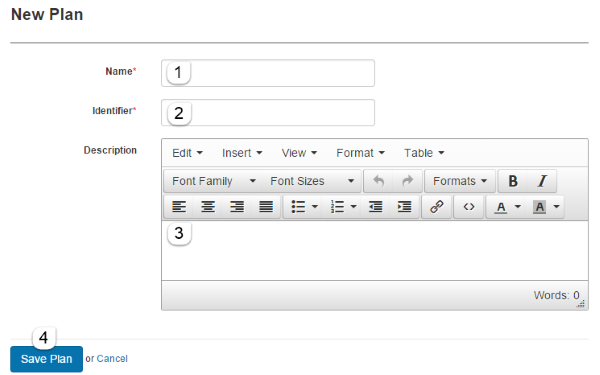 New Plan
Name* 1
Identifier* 2
Description
Edit Insert View Format Table
Font Family Font Sizes Formats B I
A A
3
Words: 0
4
Save Plan or Cancel